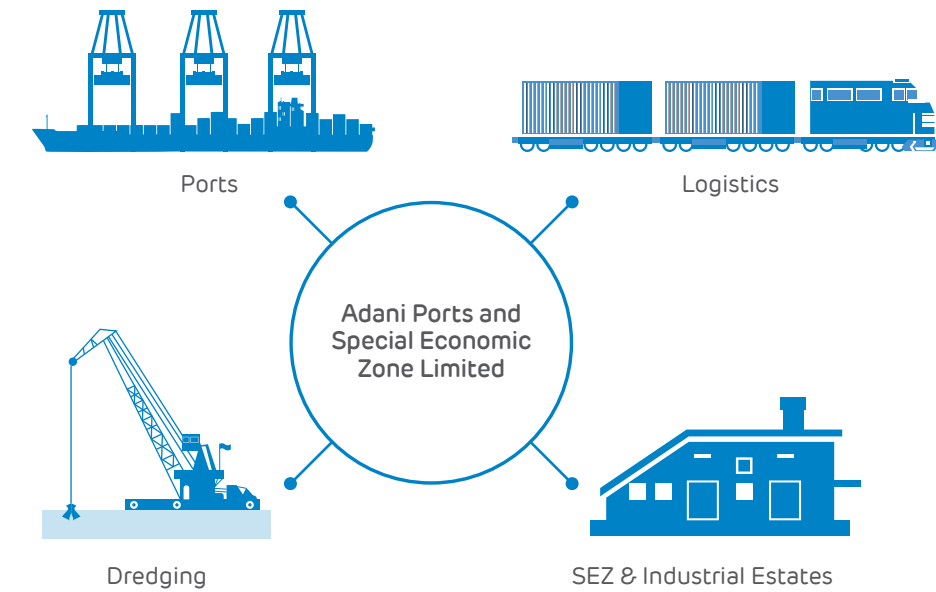 Ports
Logistics
Adani Ports and
Special Economic
Zone Limited
Dredging
SEZ & Industrial Estates